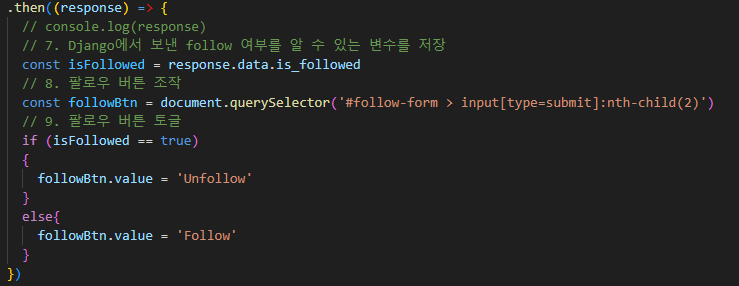 .then((response) => {
  // console.log(response)
  // 7. Django에서 보낸 follow 여부를 알 수 있는 변수를 저장
  const isFollowed = response.data.is_followed
  // 8. 팔로우 버튼 조작
  const followBtn = document.querySelector('#follow-form > input[type=submit]:nth-child(2)')
  // 9. 팔로우 버튼 토글
  if (isFollowed == true)
  {
    followBtn.value = 'Unfollow'
  }
  else{
    followBtn.value = 'Follow'
  }
})